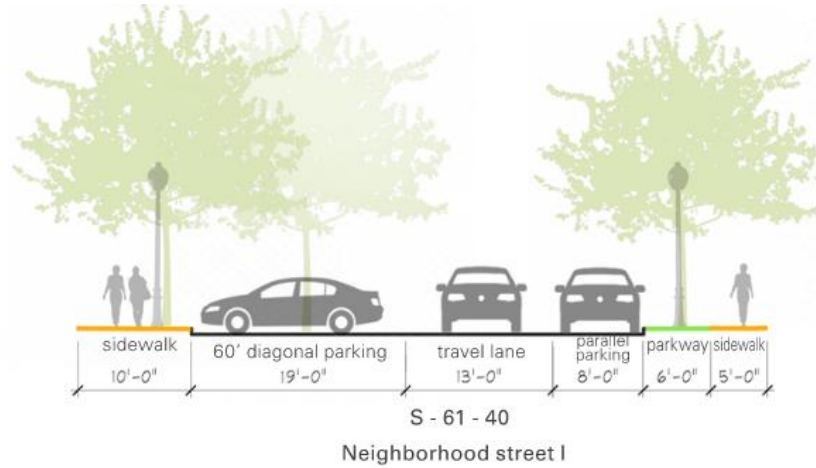 sidewalk
60' diagonal parking
travel lane
parallel
parking
parkway
sidewalk
10'-0"
19'-0"
13'-0"
8'-0"
6'-0"
5'-0"
S - 61 - 40
Neighborhood street I